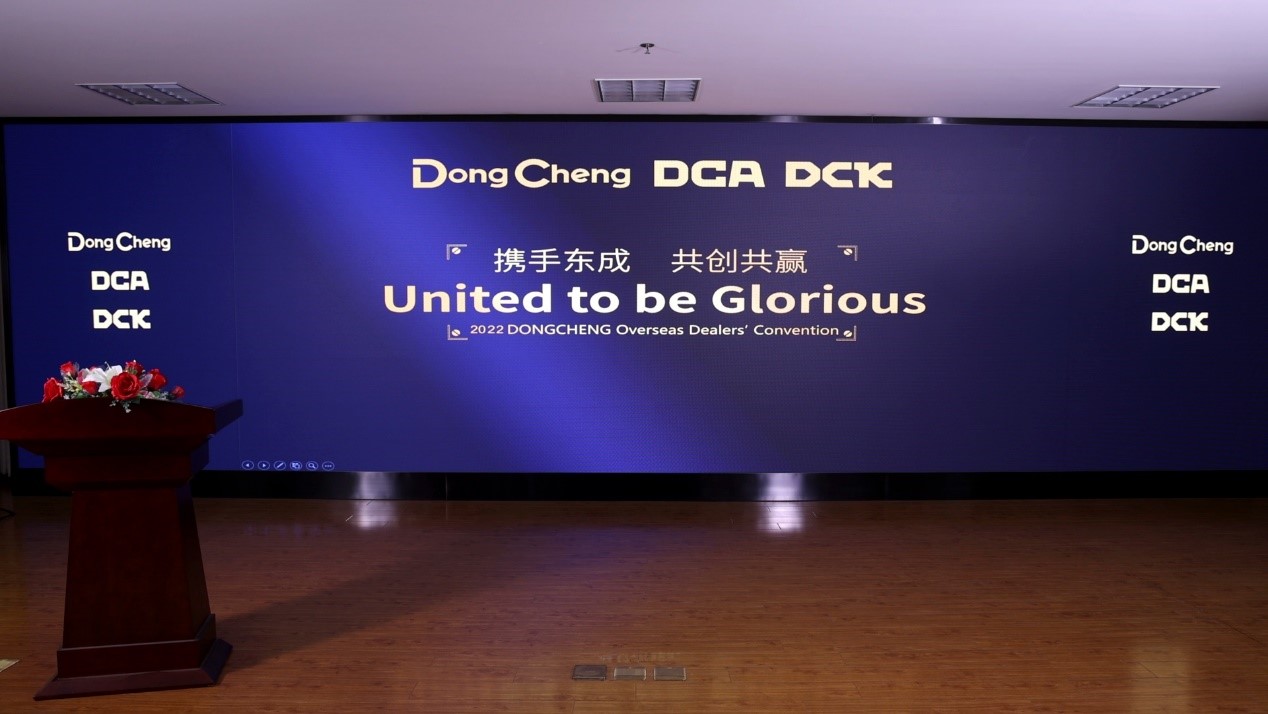 DongCheng DCA DCK
DongCheng
DCA
DCK
携手东成 共创共赢
United to be Glorious
2022 DONGCHENG Overseas Dealers' Convention
DongCheng
DCA
DCK